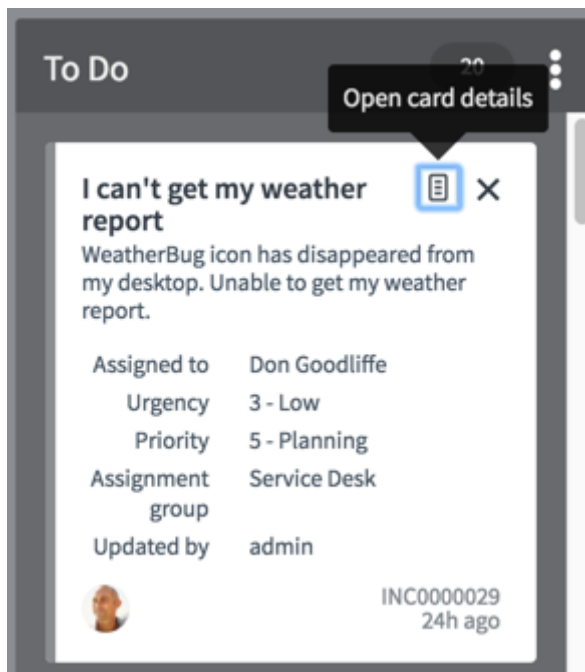 To Do
20
Open card details
I can't get my weather
report
WeatherBug icon has disappeared from
my desktop. Unable to get my weather
report.
Assigned to Don Goodliffe
Urgency 3 - Low
Priority 5 - Planning
Assignment Service Desk
group
Updated by admin
INC0000029
24h ago